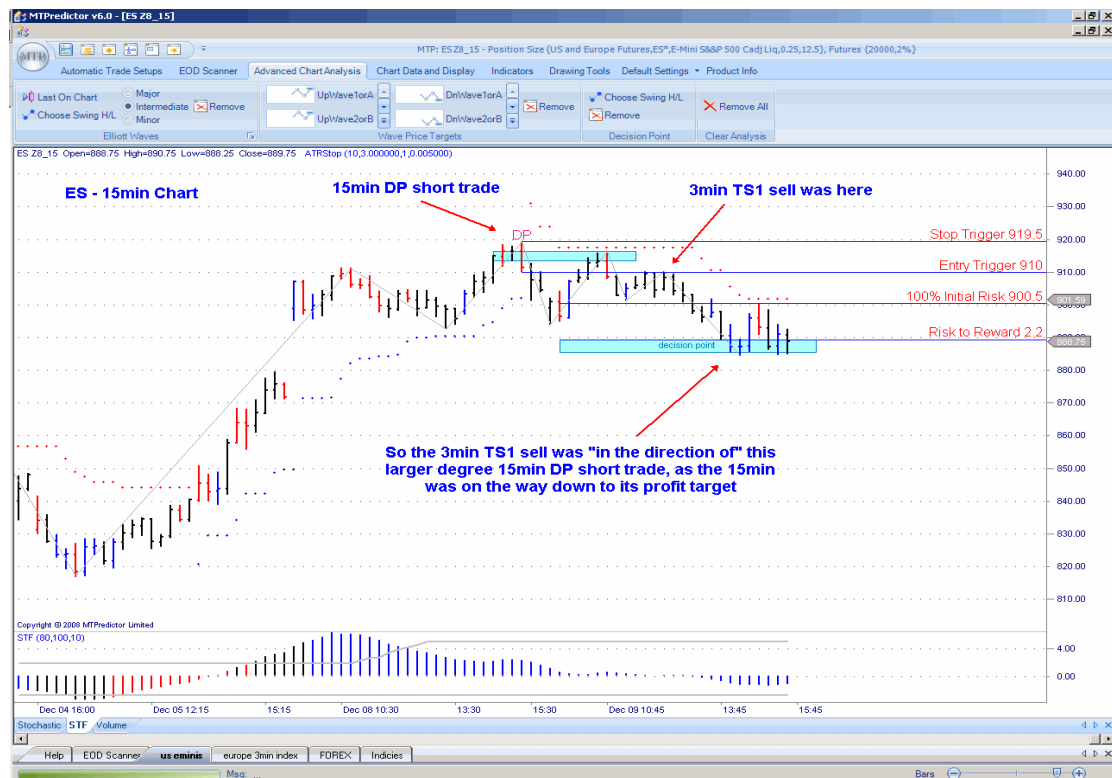 MTPredictor v6.0 - [ES Z8_15]
MTP
MTP: ES Z8_15 - Position Size {US and Europe Futures,ES*,E-Mini S&&P 500 Cadj Liq,0.25,12.5}, Futures {20000,2%}
Automatic Trade Setups EOD Scanner Advanced Chart Analysis Chart Data and Display Indicators Drawing Tools Default Settings Product Info
Last On Chart
Choose Swing H/L
Major
Intermediate
Minor
Remove
Elliott Waves
UpWave1orA
UpWave2orB
DnWave1orA
DnWave2orB
Remove
Wave Price Targets
Choose Swing H/L
Remove
Decision Point
Remove All
Clear Analysis
ES Z8_15 Open=888.75 High=890.75 Low=888.25 Close=889.75 ATRStop (10,3.000000,1,0.005000)
ES - 15min Chart
15min DP short trade
3min TS1 sell was here
DP
Stop Trigger 919.5
Entry Trigger 910
100% Initial Risk 900.5
Risk to Reward 2.2
decision point
So the 3min TS1 sell was "in the direction of" this
larger degree 15min DP short trade, as the 15min
was on the way down to its profit target
940.00
930.00
920.00
910.00
901.59
888.75
880.00
870.00
860.00
850.00
840.00
830.00
820.00
810.00
Copyright © 2008 MTPredictor Limited
STF (80,100,10)
4.00
0.00
Dec 04 16:00 Dec 05 12:15 15:15 Dec 08 10:30 13:30 15:30 Dec 09 10:45 13:45 15:45
Stochastic STF Volume
Help EOD Scanner us eminis europe 3min index FOREX Indicies
Msg: ...
Bars